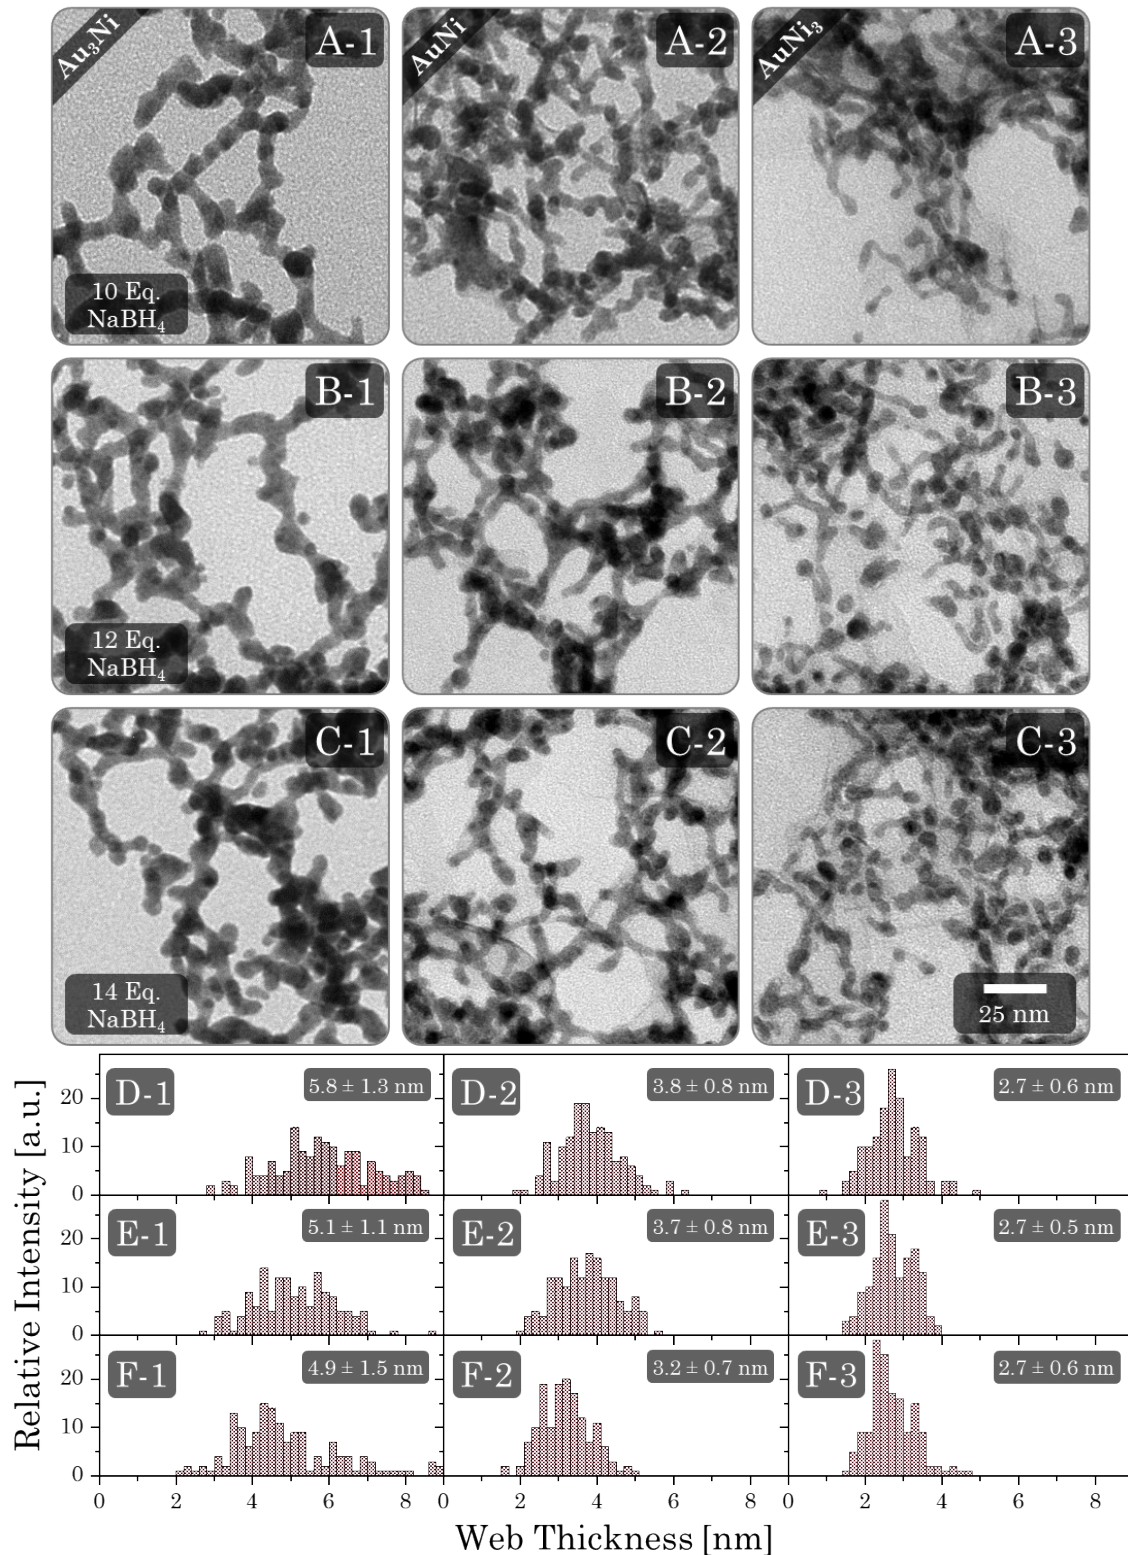 Au₃Ni
A-1
AuNi
A-2
AuNi₃
A-3
10 Eq.
NaBH₄
B-1
B-2
B-3
12 Eq.
NaBH₄
C-1
C-2
C-3
14 Eq.
NaBH₄
25 nm
Relative Intensity [a.u.]
D-1
5.8 ± 1.3 nm
D-2
3.8 ± 0.8 nm
D-3
2.7 ± 0.6 nm
20
10
0
E-1
5.1 ± 1.1 nm
E-2
3.7 ± 0.8 nm
E-3
2.7 ± 0.5 nm
20
10
0
F-1
4.9 ± 1.5 nm
F-2
3.2 ± 0.7 nm
F-3
2.7 ± 0.6 nm
20
10
0
0 2 4 6 8 0 2 4 6 8 0 2 4 6 8
Web Thickness [nm]